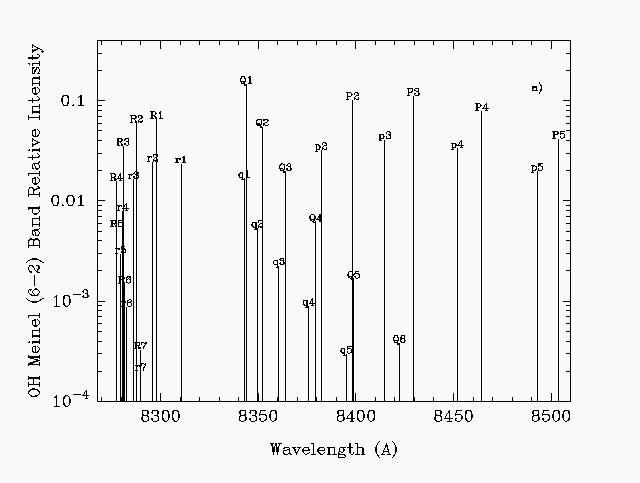 OH Meinel (6-2) Band Relative Intensity
0.1
0.01
10⁻³
10⁻⁴
a)
Q1
P3
P2
P4
R1
R2
Q2
P5
R3
p3
p2
p4
r2
r1
Q3
p5
R4
r3
q1
r4
R5
Q4
q2
r5
q3
R6
Q5
r6
q4
Q6
R7
q5
r7
8300
8350
8400
8450
8500
Wavelength (A)